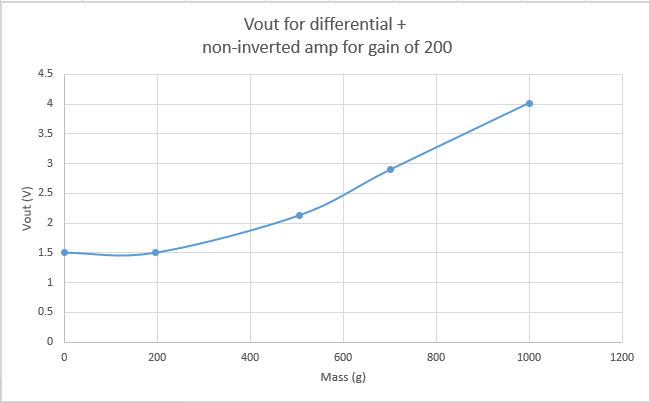 Vout for differential +
non-inverted amp for gain of 200
4.5
4
3.5
3
2.5
2
1.5
1
0.5
0
Vout (V)
0 200 400 600 800 1000 1200
Mass (g)